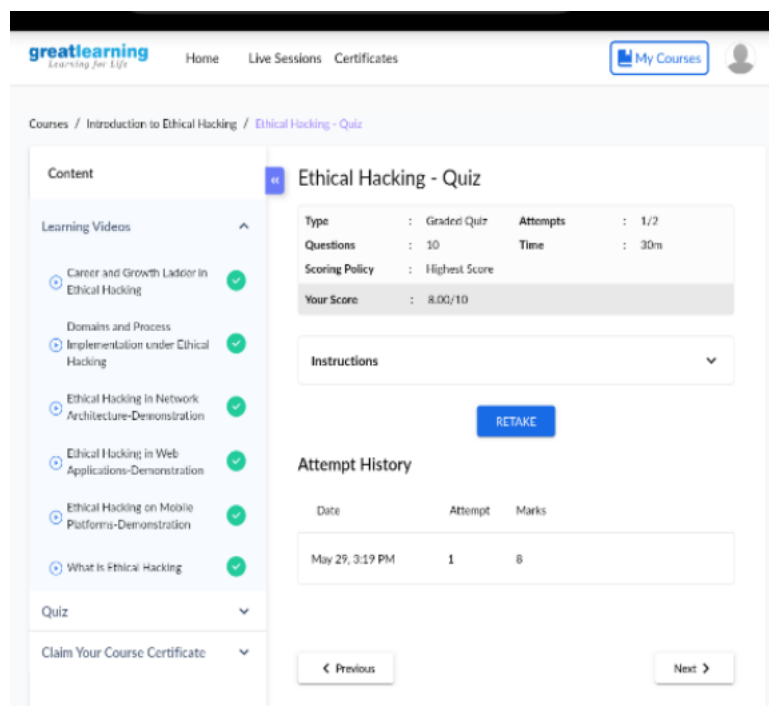 greatlearning
Learning for Life
Home Live Sessions Certificates
My Courses
Courses / Introduction to Ethical Hacking / Ethical Hacking - Quiz
Content
Learning Videos
Career and Growth Ladder in
Ethical Hacking
Domains and Process
Implementation under Ethical
Hacking
Ethical Hacking in Network
Architecture-Demonstration
Ethical Hacking in Web
Applications-Demonstration
Ethical Hacking on Mobile
Platforms-Demonstration
What is Ethical Hacking
Quiz
Claim Your Course Certificate
«
Ethical Hacking - Quiz
Type : Graded Quiz Attempts : 1/2
Questions : 10 Time : 30m
Scoring Policy : Highest Score
Your Score : 8.00/10
Instructions
RETAKE
Attempt History
Date Attempt Marks
May 29, 3:19 PM 1 8
Previous Next